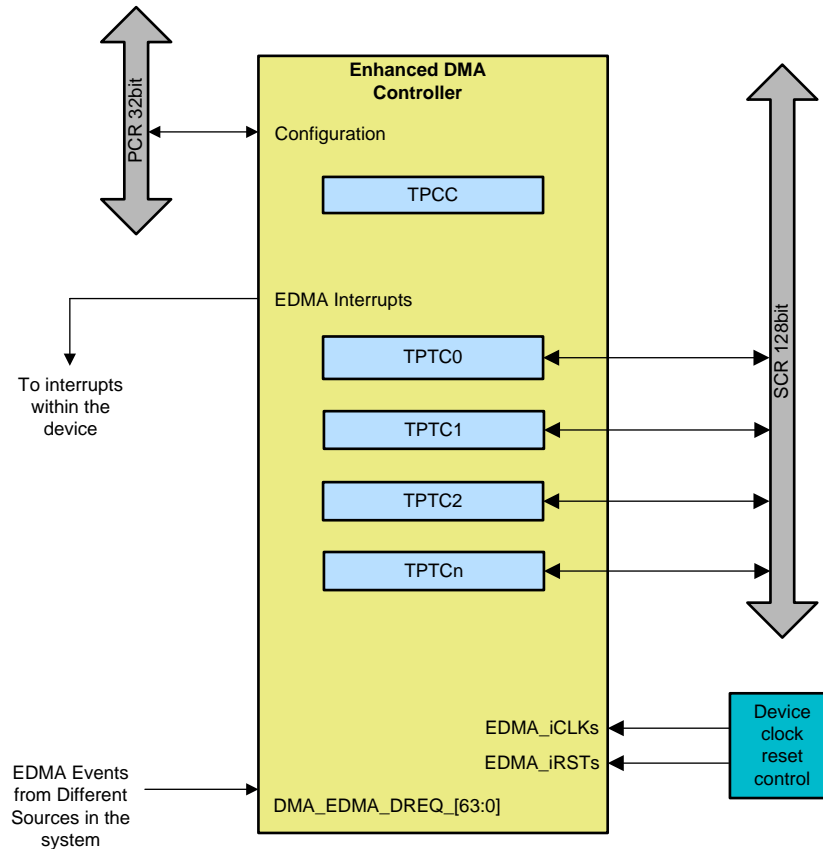 Enhanced DMA
Controller
PCR 32bit
Configuration
TPCC
EDMA Interrupts
To interrupts
within the
device
TPTC0
SCR 128bit
TPTC1
TPTC2
TPTCn
EDMA_iCLKs
EDMA_iRSTs
Device
clock
reset
control
EDMA Events
from Different
Sources in the
system
DMA_EDMA_DREQ_[63:0]